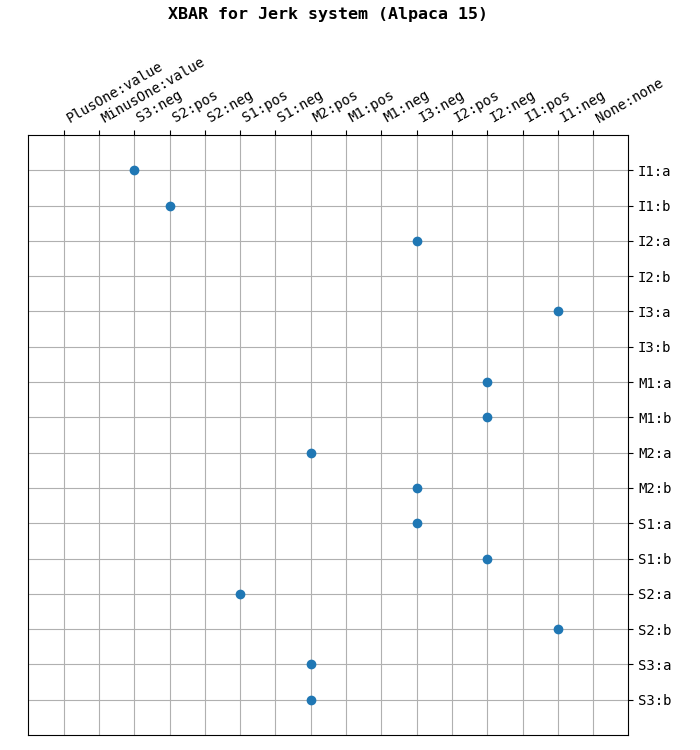 XBAR for Jerk system (Alpaca 15)
PlusOne:value
MinusOne:value
S3:neg
S2:pos
S2:neg
S1:pos
S1:neg
M2:pos
M1:pos
M1:neg
I3:neg
I2:pos
I2:neg
I1:pos
I1:neg
None:none
I1:a
I1:b
I2:a
I2:b
I3:a
I3:b
M1:a
M1:b
M2:a
M2:b
S1:a
S1:b
S2:a
S2:b
S3:a
S3:b